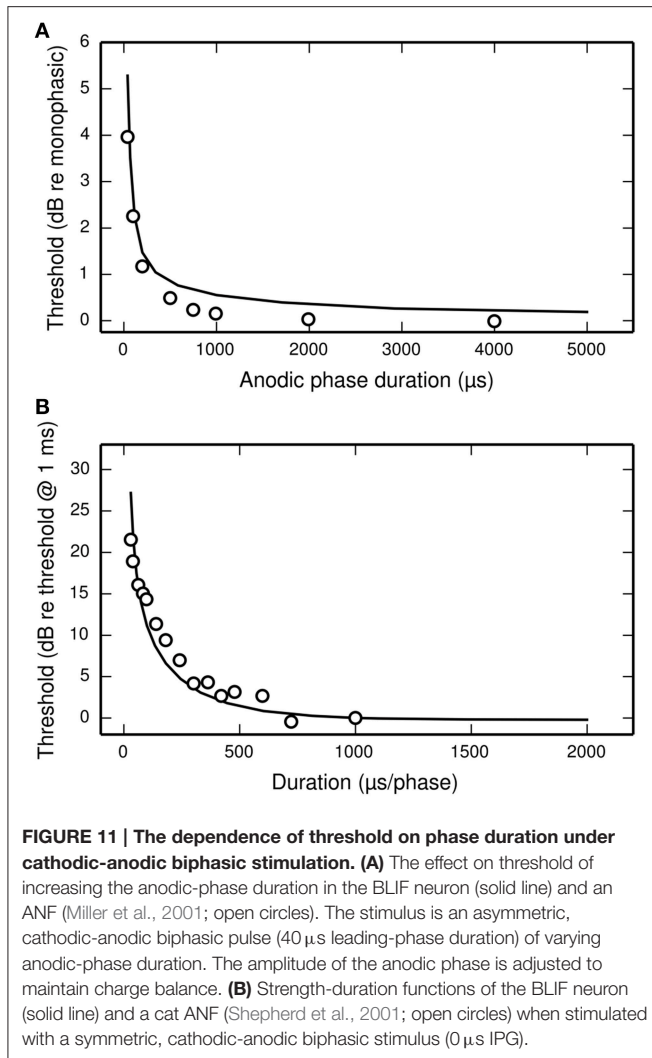 A
6
5
4
3
2
1
0
Threshold (dB re monophasic)
0 1000 2000 3000 4000 5000
Anodic phase duration (μs)
B
30
25
20
15
10
5
0
Threshold (dB re threshold @ 1 ms)
0 500 1000 1500 2000
Duration (μs/phase)
FIGURE 11 | The dependence of threshold on phase duration under
cathodic-anodic biphasic stimulation. (A) The effect on threshold of
increasing the anodic-phase duration in the BLIF neuron (solid line) and an
ANF (Miller et al., 2001; open circles). The stimulus is an asymmetric,
cathodic-anodic biphasic pulse (40 μs leading-phase duration) of varying
anodic-phase duration. The amplitude of the anodic phase is adjusted to
maintain charge balance. (B) Strength-duration functions of the BLIF neuron
(solid line) and a cat ANF (Shepherd et al., 2001; open circles) when stimulated
with a symmetric, cathodic-anodic biphasic stimulus (0 μs IPG).